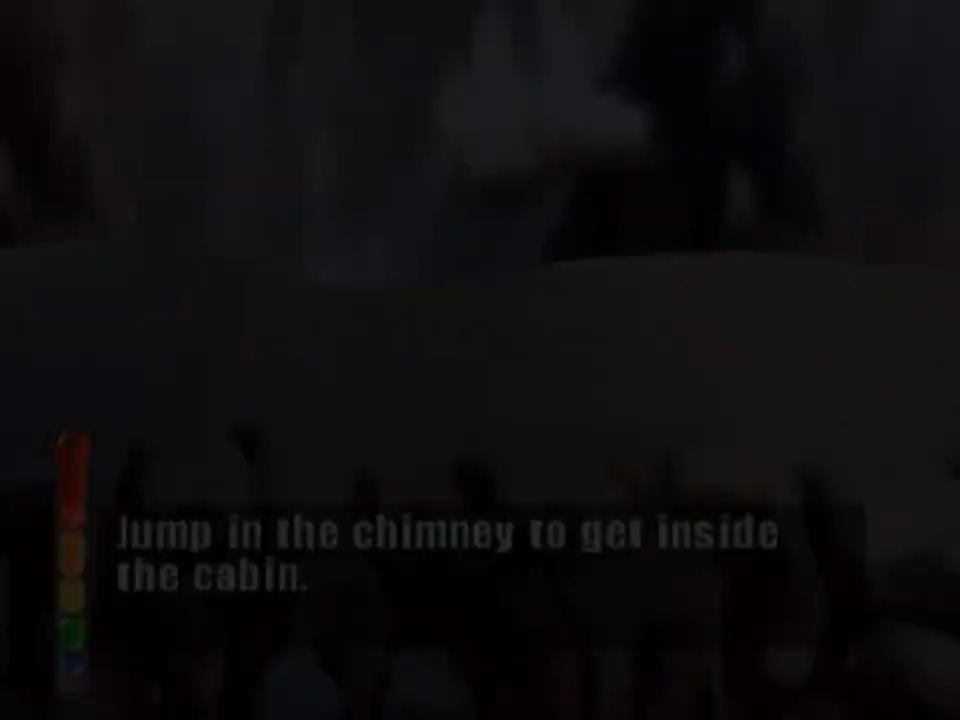 Jump in the chimney to get inside
the cabin.